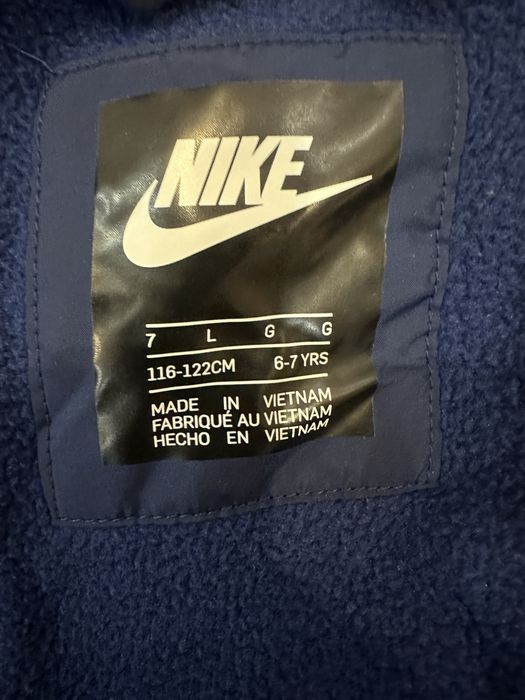 NIKE
7 L G G
116-122CM 6-7 YRS
MADE IN VIETNAM
FABRIQUÉ AU VIETNAM
HECHO EN VIETNAM